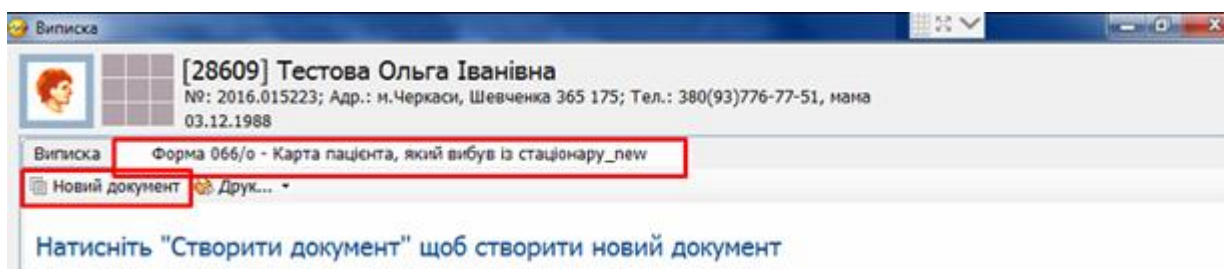 Виписка
[28609] Тестова Ольга Іванівна
№: 2016.015223; Адр.: м.Черкаси, Шевченка 365 175; Тел.: 380(93)776-77-51, мама
03.12.1988
Виписка Форма 066/о - Карта пацієнта, який вибув із стаціонару_new
Новий документ Друк...
Натисніть "Створити документ" щоб створити новий документ